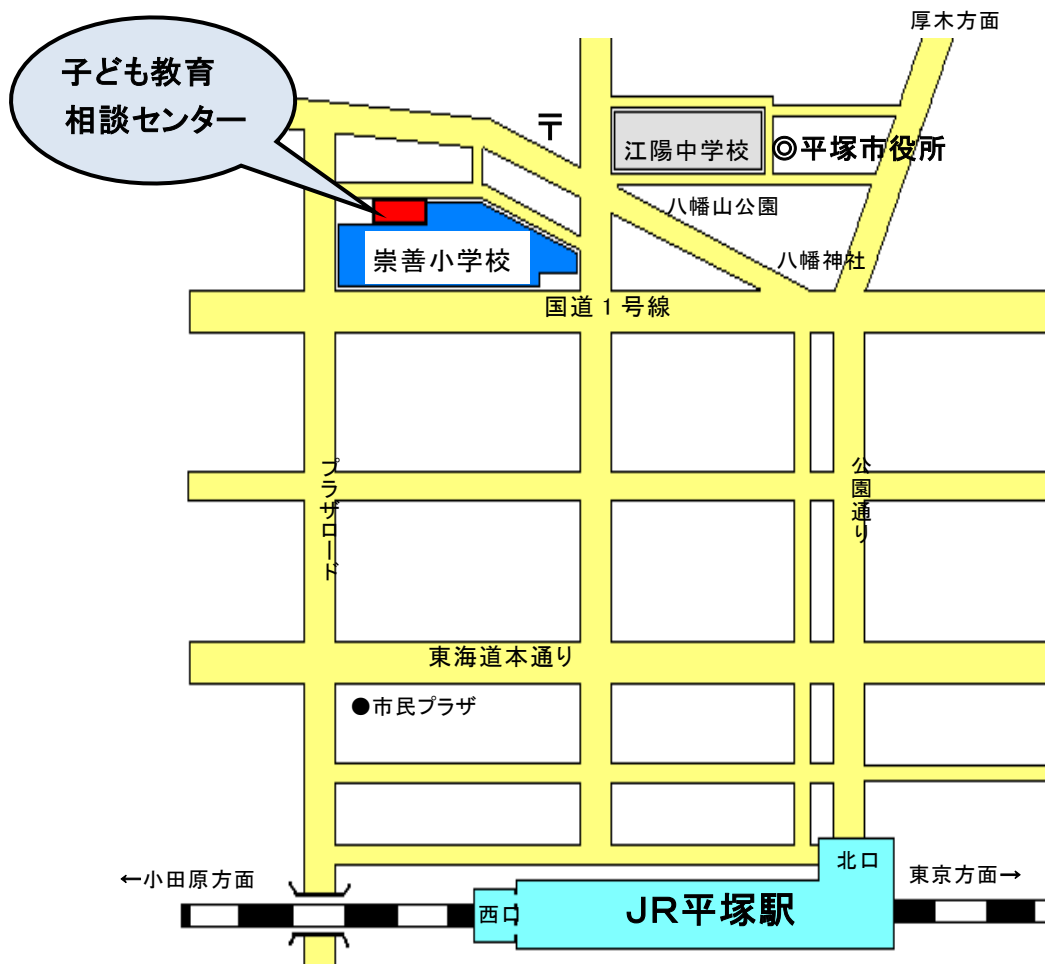 厚木方面
子ども教育
相談センター
〒
江陽中学校
◎平塚市役所
八幡山公園
八幡神社
崇善小学校
国道１号線
プラザロード
公園通り
東海道本通り
●市民プラザ
北口
←小田原方面
東京方面→
西口
ＪＲ平塚駅